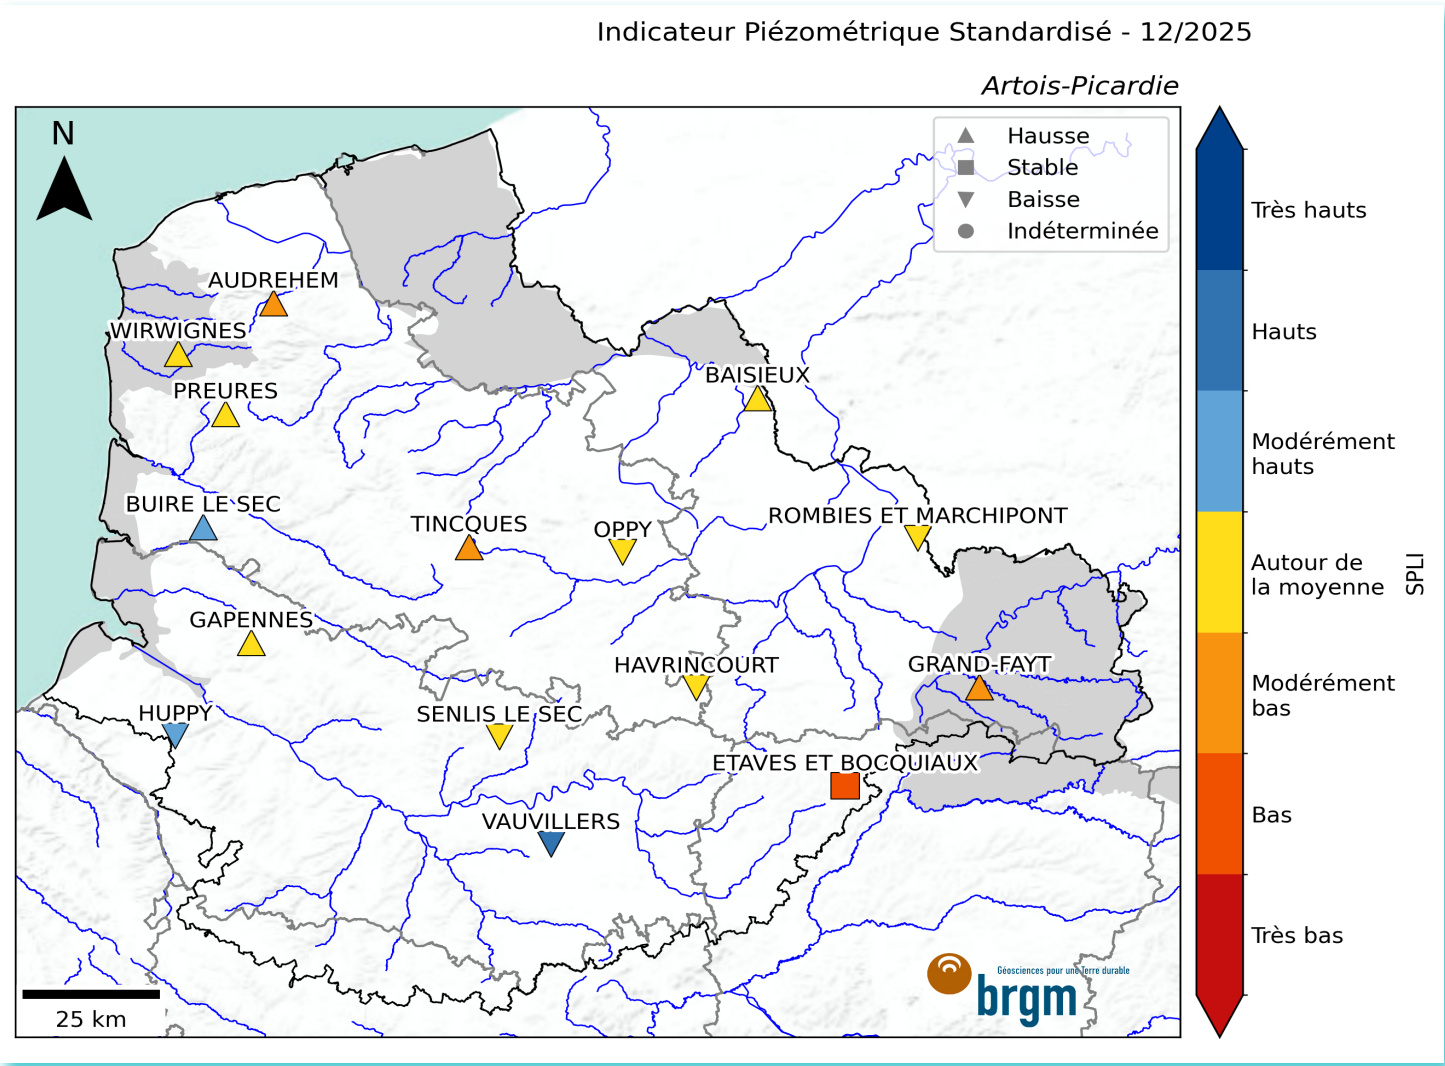 Indicateur Piézométrique Standardisé - 12/2025
Artois-Picardie
N
Hausse
Stable
Baisse
Indéterminée
AUDREHEM
WIRWIGNES
PREURES
BAISIEUX
BUIRE LE SEC
TINCQUES
OPPY
ROMBIES ET MARCHIPONT
GAPENNES
HAVRINCOURT
GRAND-FAYT
HUPPY
SENLIS LE SEC
ETAVES ET BOCQUIAUX
VAUVILLERS
25 km
Géosciences pour une Terre durable
brgm
Très hauts
Hauts
Modérément
hauts
Autour de
la moyenne
Modérément
bas
Bas
Très bas
SPLI